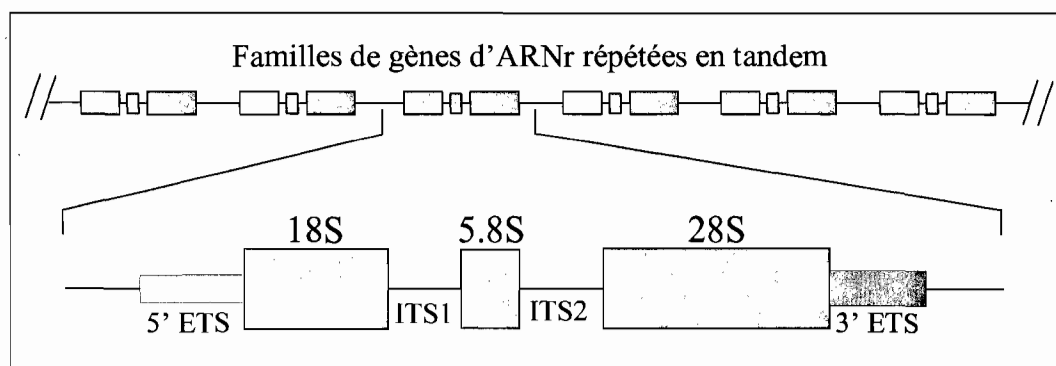 Familles de gènes d'ARNr répétées en tandem
18S 5.8S 28S
5' ETS ITS1 ITS2 3' ETS